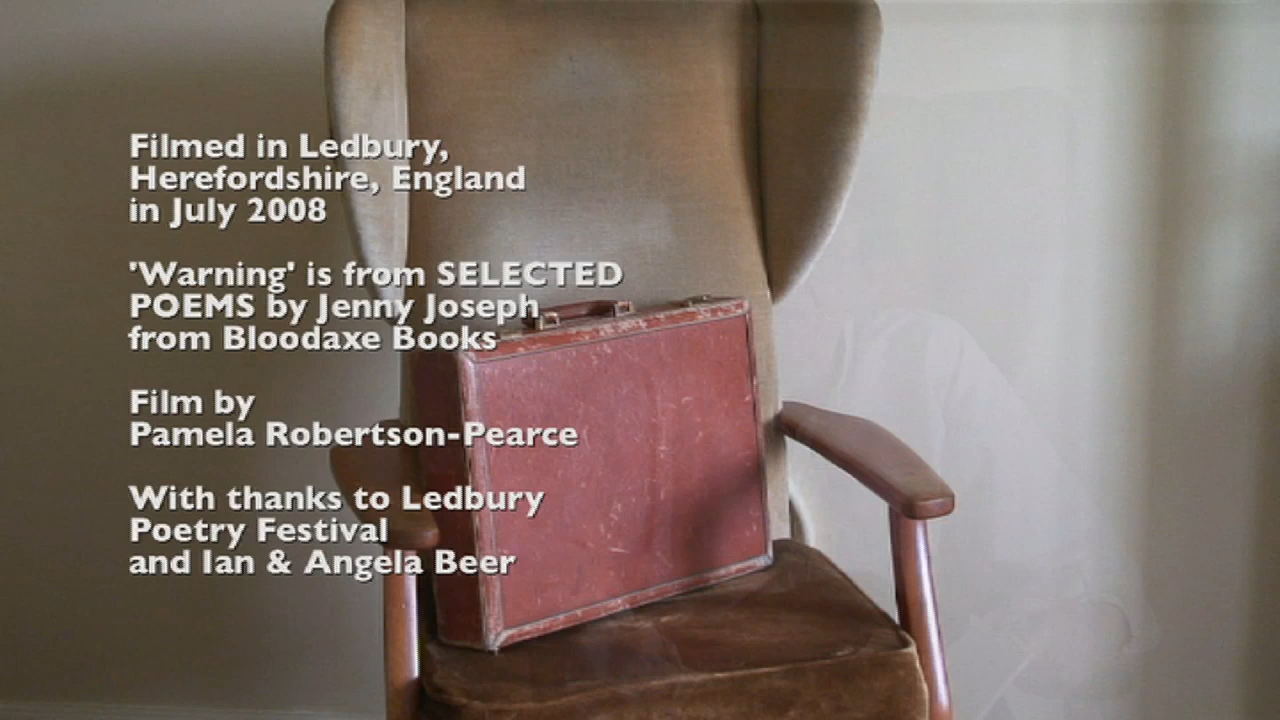 Filmed in Ledbury,
Herefordshire, England
in July 2008
'Warning' is from SELECTED
POEMS by Jenny Joseph
from Bloodaxe Books
Film by
Pamela Robertson-Pearce
With thanks to Ledbury
Poetry Festival
and Ian & Angela Beer